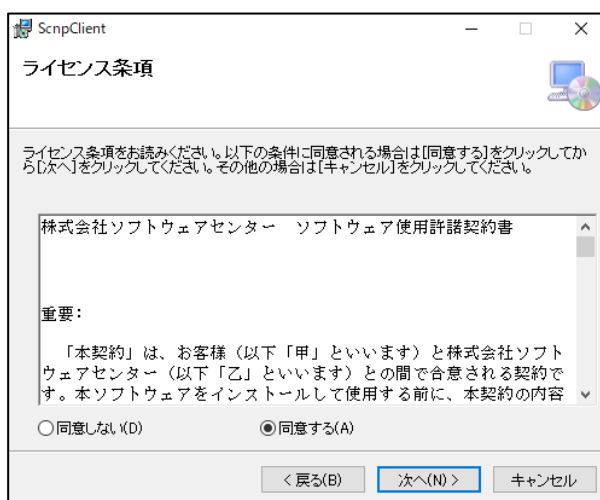 ScnpClient
ライセンス条項
ライセンス条項をお読みください。以下の条件に同意される場合は[同意する]をクリックしてか
ら[次へ]をクリックしてください。その他の場合は[キャンセル]をクリックしてください。
株式会社ソフトウェアセンター　ソフトウェア使用許諾契約書
重要：
「本契約」は、お客様（以下「甲」といいます）と株式会社ソフト
ウェアセンター（以下「乙」といいます）との間で合意される契約で
す。本ソフトウェアをインストールして使用する前に、本契約の内容
同意しない(D)　同意する(A)
< 戻る(B)　次へ(N) >　キャンセル